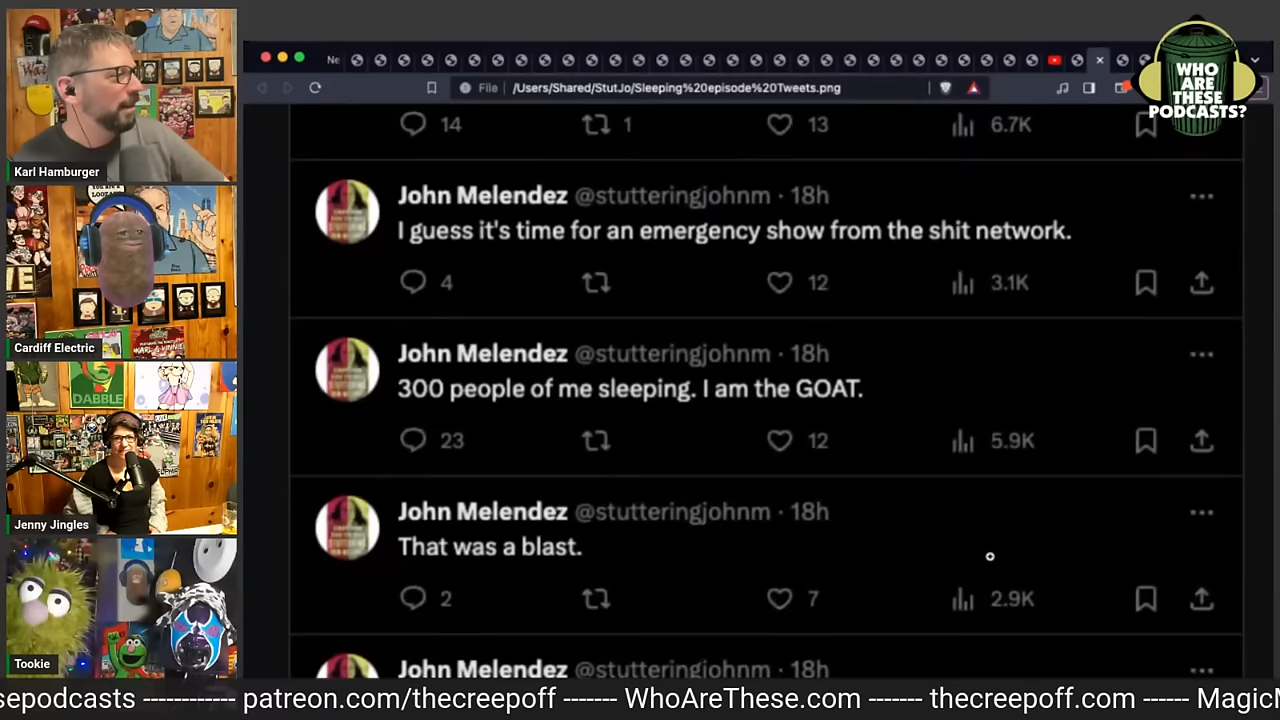 Karl Hamburger
Cardiff Electric
DABBLE
Jenny Jingles
Tookie
Ne
File
/Users/Shared/StutJo/Sleeping%20episode%20Tweets.png
WHO
ARE
THESE
PODCASTS?
14
1
13
6.7K
John Melendez @stutteringjohnm · 18h
I guess it's time for an emergency show from the shit network.
4
12
3.1K
John Melendez @stutteringjohnm · 18h
300 people of me sleeping. I am the GOAT.
23
12
5.9K
John Melendez @stutteringjohnm · 18h
That was a blast.
2
7
2.9K
John Melendez @stutteringjohnm · 18h
sepodcasts ------------ patreon.com/thecreepoff ------- WhoAreThese.com ------- thecreepoff.com ------ Magic